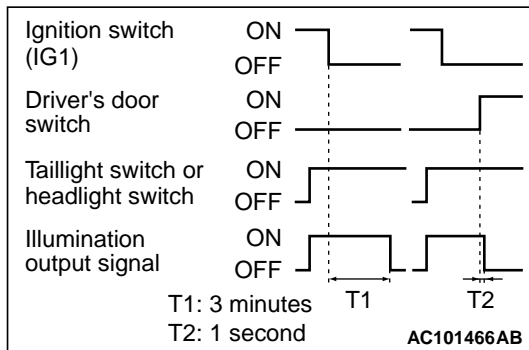 Ignition switch ON
(IG1) OFF
Driver's door ON
switch OFF
Taillight switch or ON
headlight switch OFF
Illumination ON
output signal OFF
T1: 3 minutes T1 T2
T2: 1 second AC101466AB